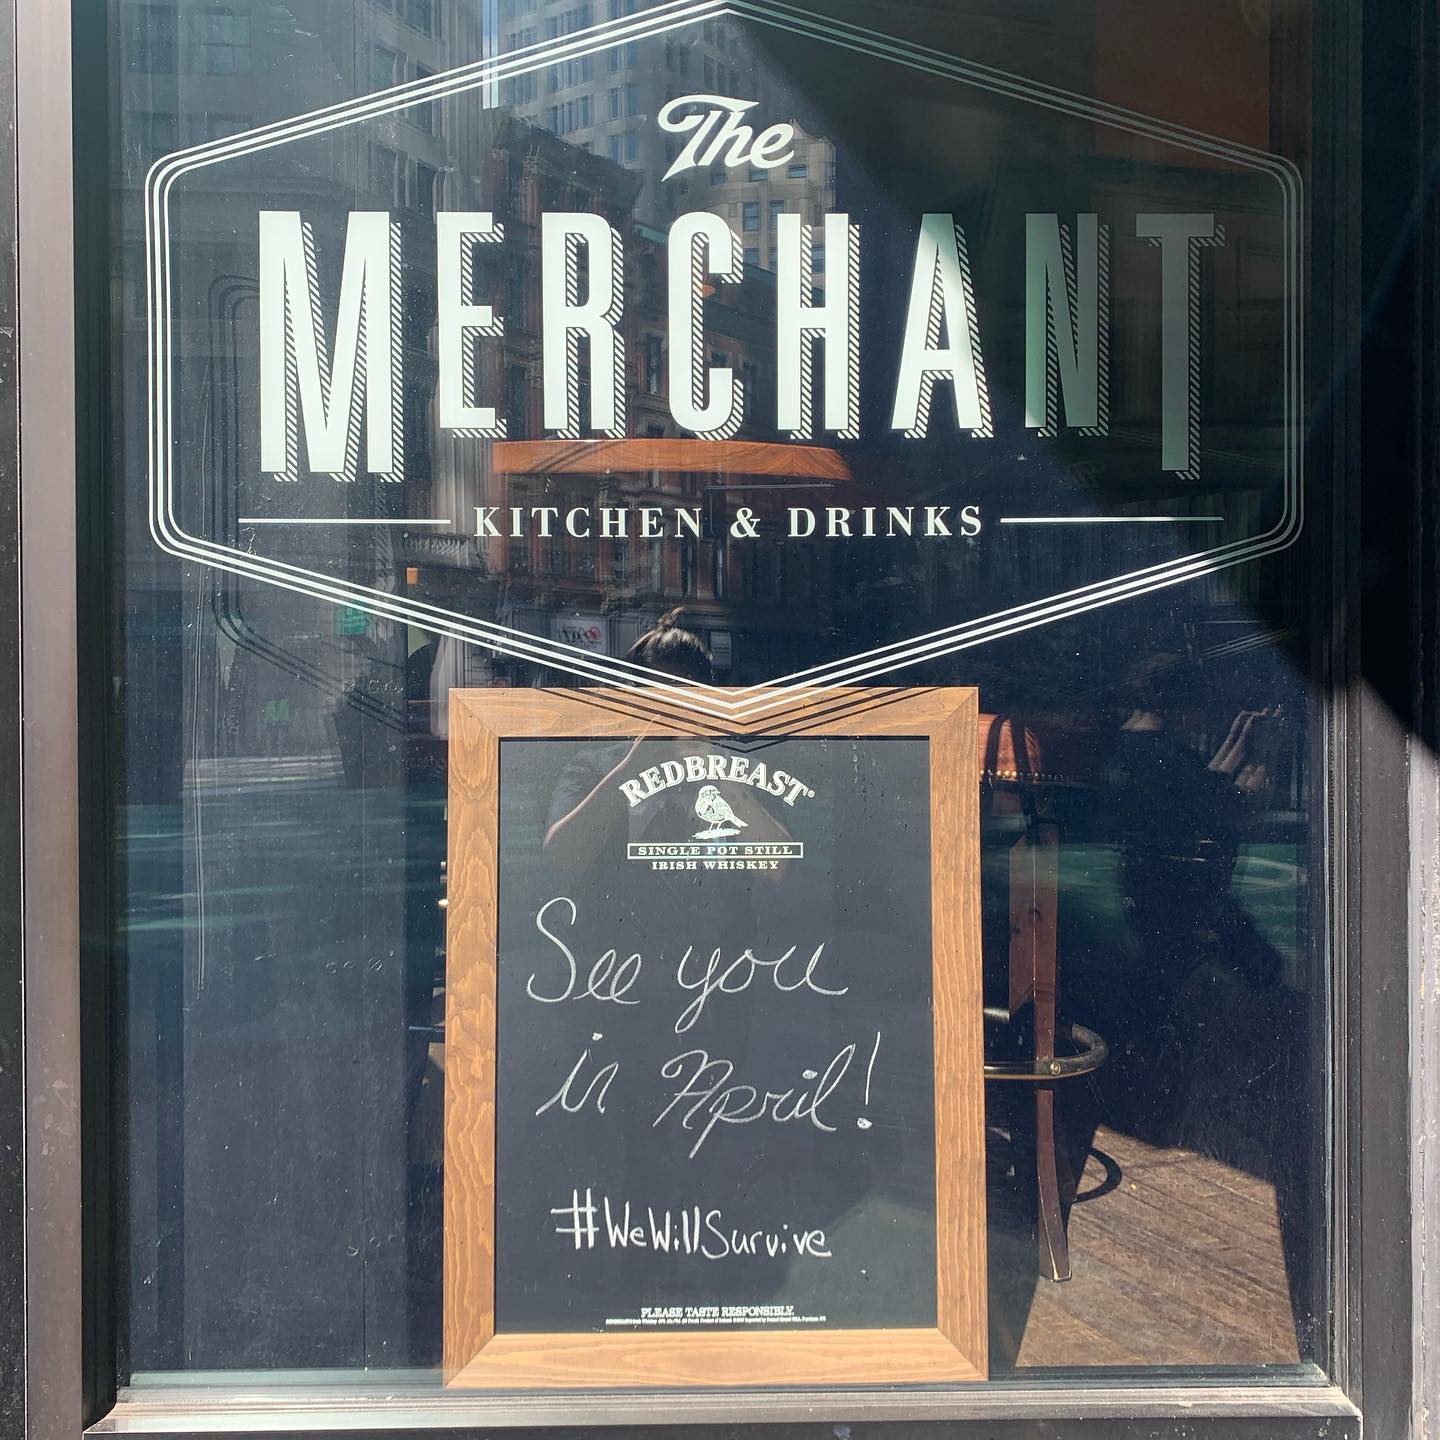 The
MERCHANT
KITCHEN & DRINKS
REDBREAST®
SINGLE POT STILL
IRISH WHISKEY
See you
in April!
#WeWillSurvive
PLEASE TASTE RESPONSIBLY.